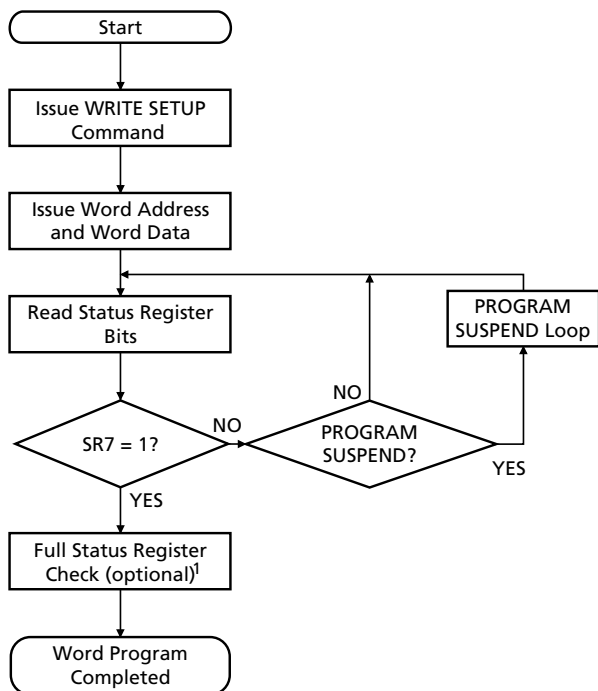 Start
Issue WRITE SETUP
Command
Issue Word Address
and Word Data
Read Status Register
Bits
PROGRAM
SUSPEND Loop
SR7 = 1?
NO
PROGRAM
SUSPEND?
NO
YES
YES
Full Status Register
Check (optional)¹
Word Program
Completed